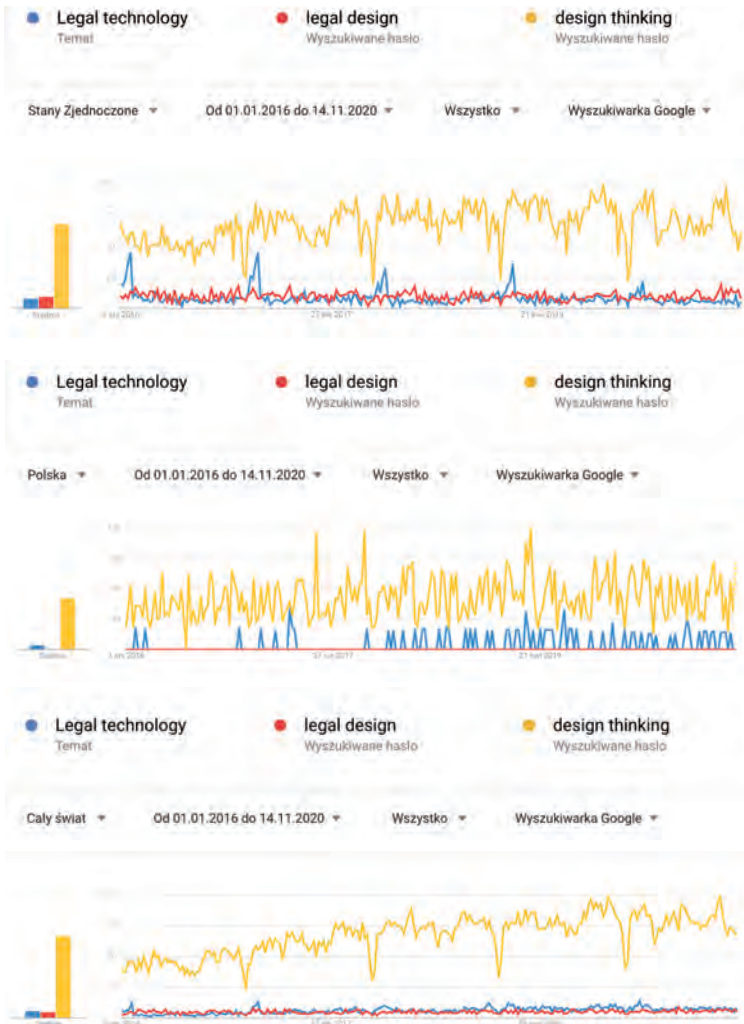 Legal technology legal design design thinking
Temat Wyszukiwane hasło Wyszukiwane hasło
Stany Zjednoczone Od 01.01.2016 do 14.11.2020 Wszystko Wyszukiwarka Google
Legal technology legal design design thinking
Temat Wyszukiwane hasło Wyszukiwane hasło
Polska Od 01.01.2016 do 14.11.2020 Wszystko Wyszukiwarka Google
Legal technology legal design design thinking
Temat Wyszukiwane hasło Wyszukiwane hasło
Cały świat Od 01.01.2016 do 14.11.2020 Wszystko Wyszukiwarka Google